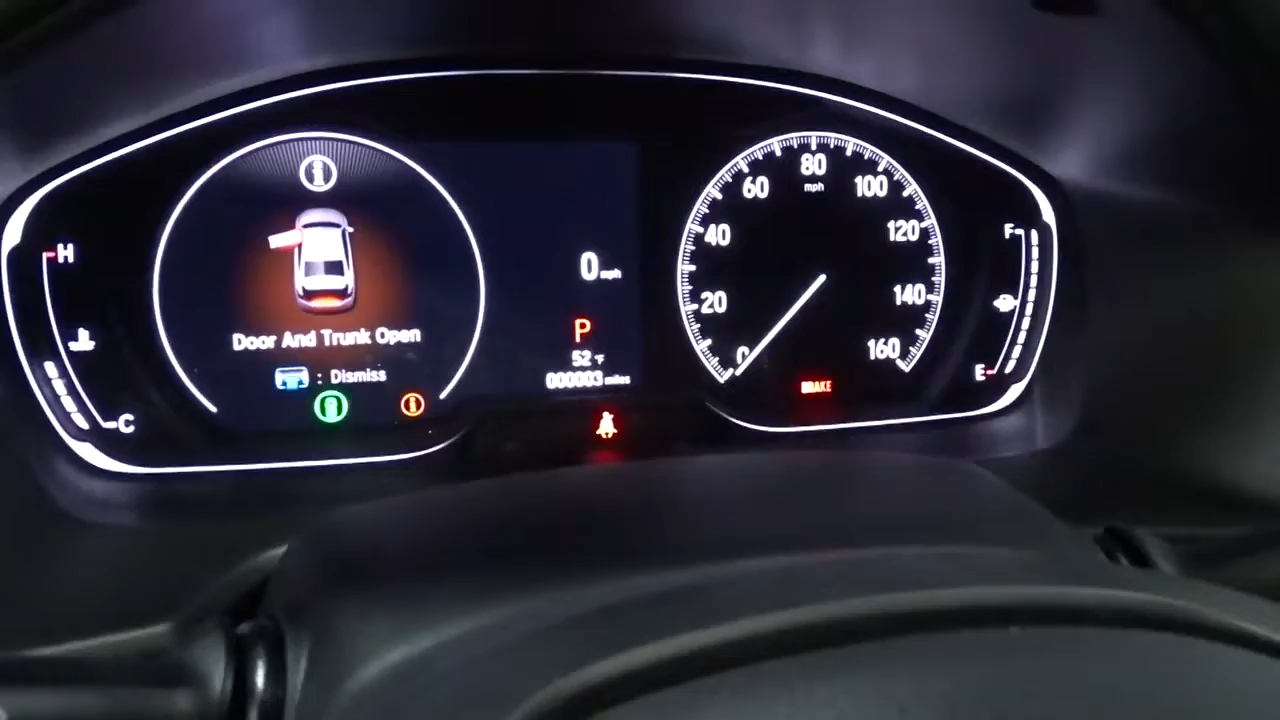 H
C
Door And Trunk Open
: Dismiss
0 mph
P
52 °F
000003 miles
0
20
40
60
80
mph
100
120
140
160
BRAKE
F
E